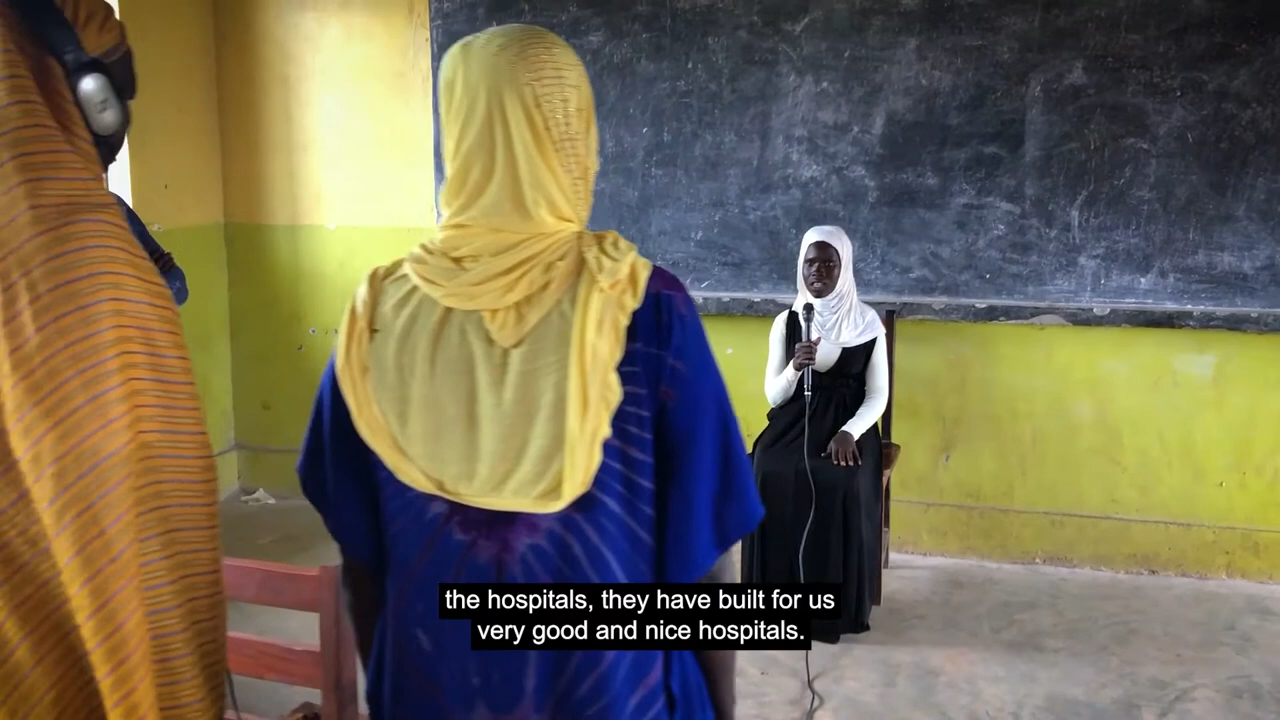 the hospitals, they have built for us
very good and nice hospitals.